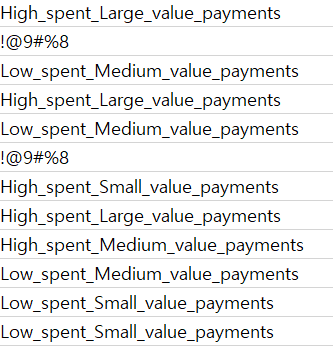 High_spent_Large_value_payments
!@9#%8
Low_spent_Medium_value_payments
High_spent_Large_value_payments
Low_spent_Medium_value_payments
!@9#%8
High_spent_Small_value_payments
High_spent_Large_value_payments
High_spent_Medium_value_payments
Low_spent_Medium_value_payments
Low_spent_Small_value_payments
Low_spent_Small_value_payments